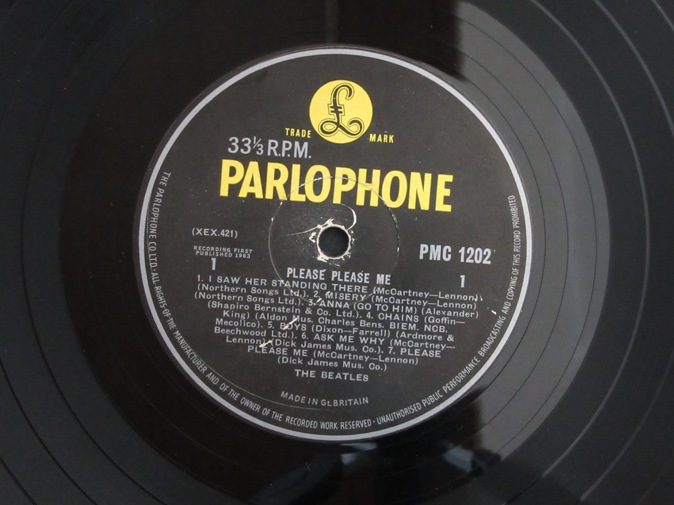 £
TRADE MARK
33⅓ R.P.M.
PARLOPHONE
(XEX.421)
PMC 1202
RECORDING FIRST
PUBLISHED 1963
1
1
PLEASE PLEASE ME
1. I SAW HER STANDING THERE (McCartney—Lennon)
(Northern Songs Ltd.). 2. MISERY (McCartney—Lennon)
(Northern Songs Ltd.). 3. ANNA (GO TO HIM) (Alexander)
(Shapiro Bernstein & Co. Ltd.) 4. CHAINS (Goffin—
King) (Aldon Mus. Charles Bens. BIEM. NCB.
Mecolico). 5. BOYS (Dixon—Farrell) (Ardmore &
Beechwood Ltd.) 6. ASK ME WHY (McCartney—
Lennon) (Dick James Mus. Co.) 7. PLEASE
PLEASE ME (McCartney—Lennon)
(Dick James Mus. Co.)
THE BEATLES
MADE IN GT. BRITAIN
THE PARLOPHONE CO. LTD · ALL RIGHTS OF THE MANUFACTURER AND OF THE OWNER OF THE RECORDED WORK RESERVED · UNAUTHORISED PUBLIC PERFORMANCE BROADCASTING AND COPYING OF THIS RECORD PROHIBITED